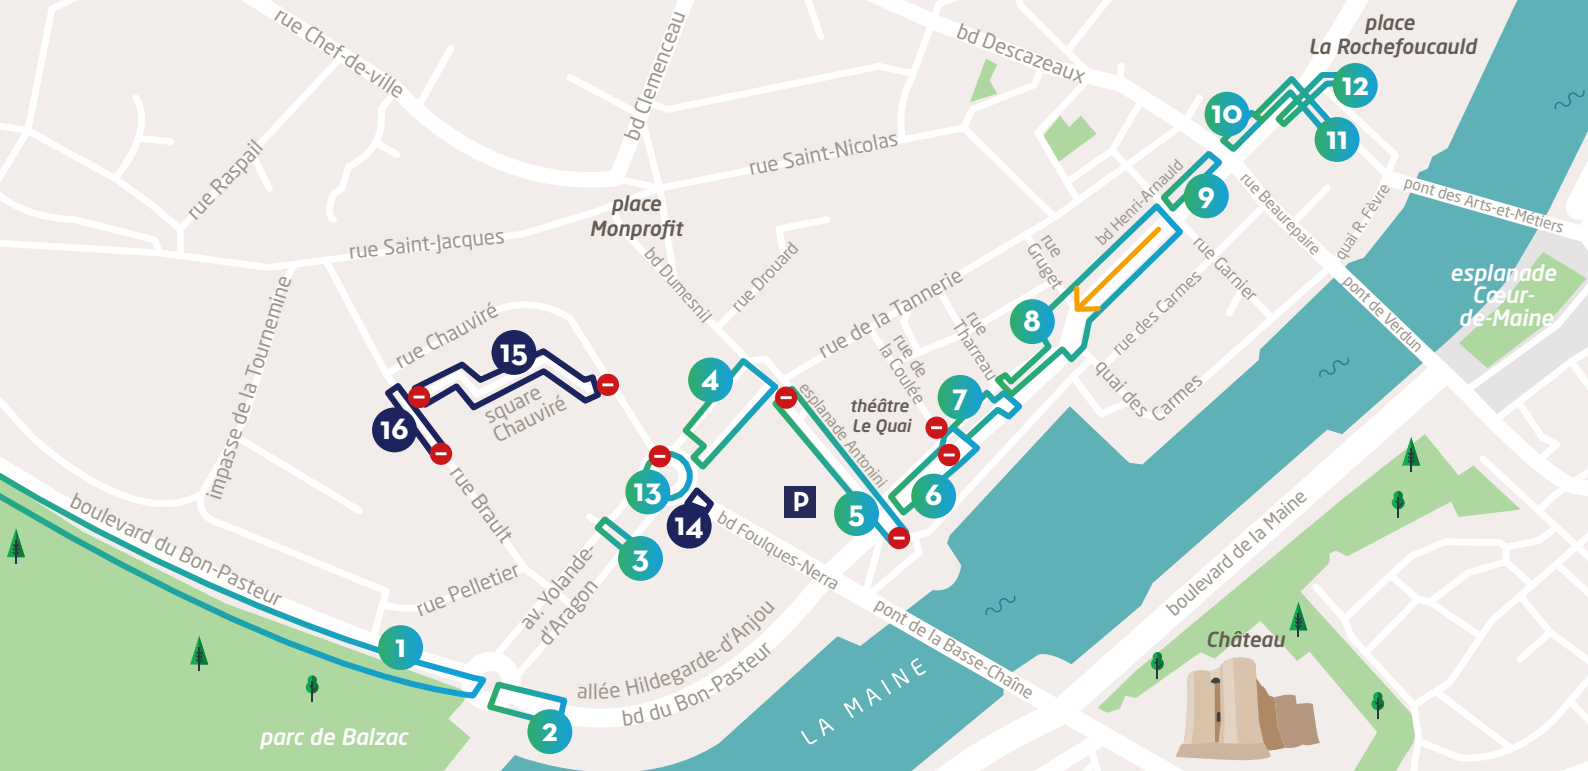 place
La Rochefoucauld
rue Chef-de-ville
bd Clemenceau
bd Descazeaux
12
10
11
rue Saint-Nicolas
rue Raspail
9
bd Henri-Arnauld
rue Beaurepaire
quai R. Fèvre
pont des Arts-et-Métiers
place
Monprofit
rue Saint-Jacques
bd Dumesnil
rue Drouard
rue
Gruget
rue Garnier
esplanade
Cœur-
de-Maine
impasse de la Tournemine
rue Chauviré
rue de la Tannerie
8
rue des Carmes
pont de Verdun
rue
Tharreau
rue de
la Coulée
quai des
Carmes
15
square
Chauviré
16
4
esplanade Antonini
théâtre
Le Quai
7
6
5
P
13
14
3
rue Brault
bd Foulques-Nerra
boulevard du Bon-Pasteur
rue Pelletier
av. Yolande-
d'Aragon
boulevard de la Maine
pont de la Basse-Chaîne
1
2
allée Hildegarde-d'Anjou
bd du Bon-Pasteur
LA MAINE
Château
parc de Balzac